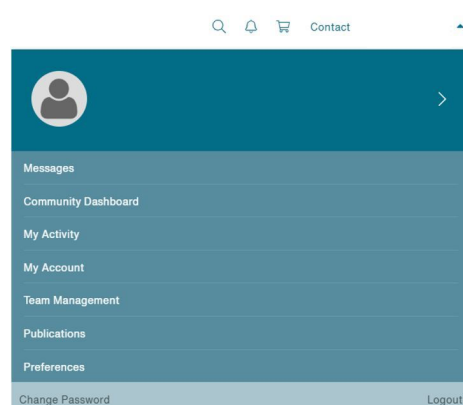 Contact
Messages
Community Dashboard
My Activity
My Account
Team Management
Publications
Preferences
Change Password Logout